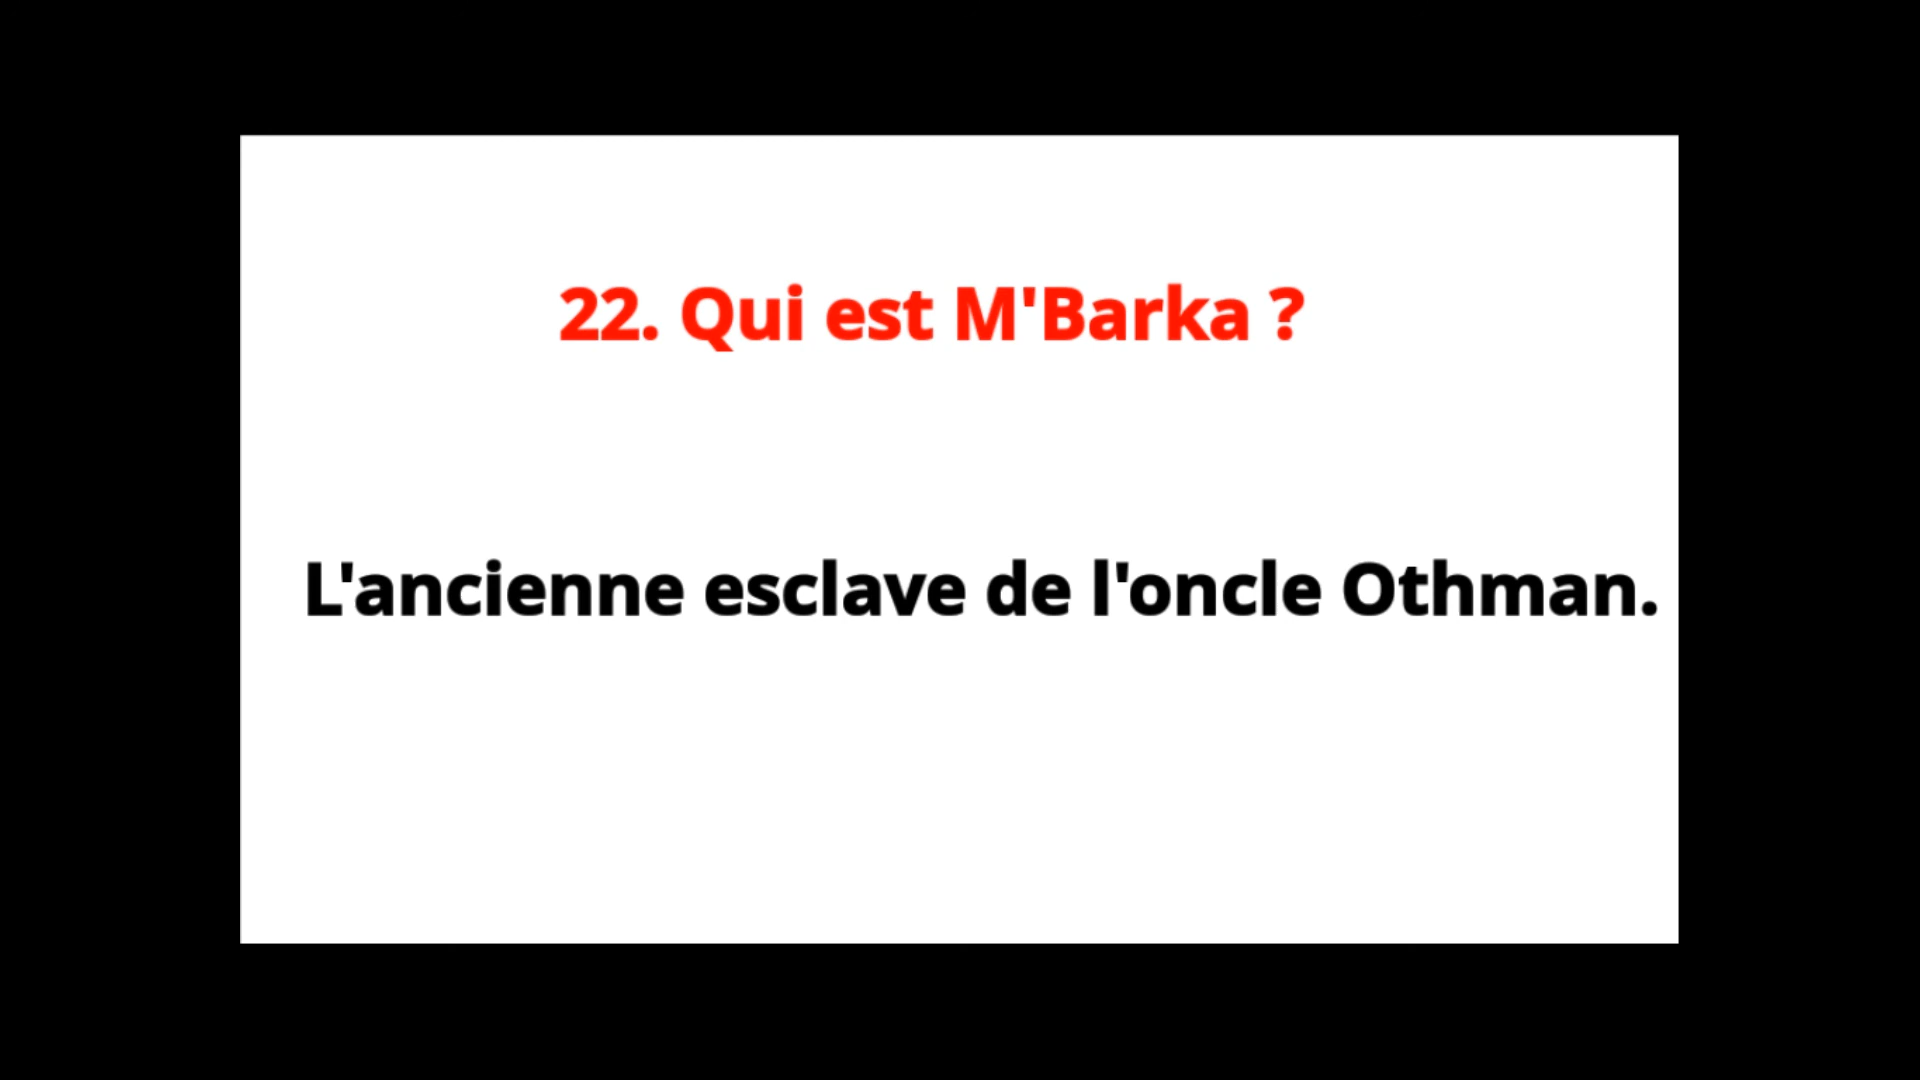 22. Qui est M'Barka ?
L'ancienne esclave de l'oncle Othman.